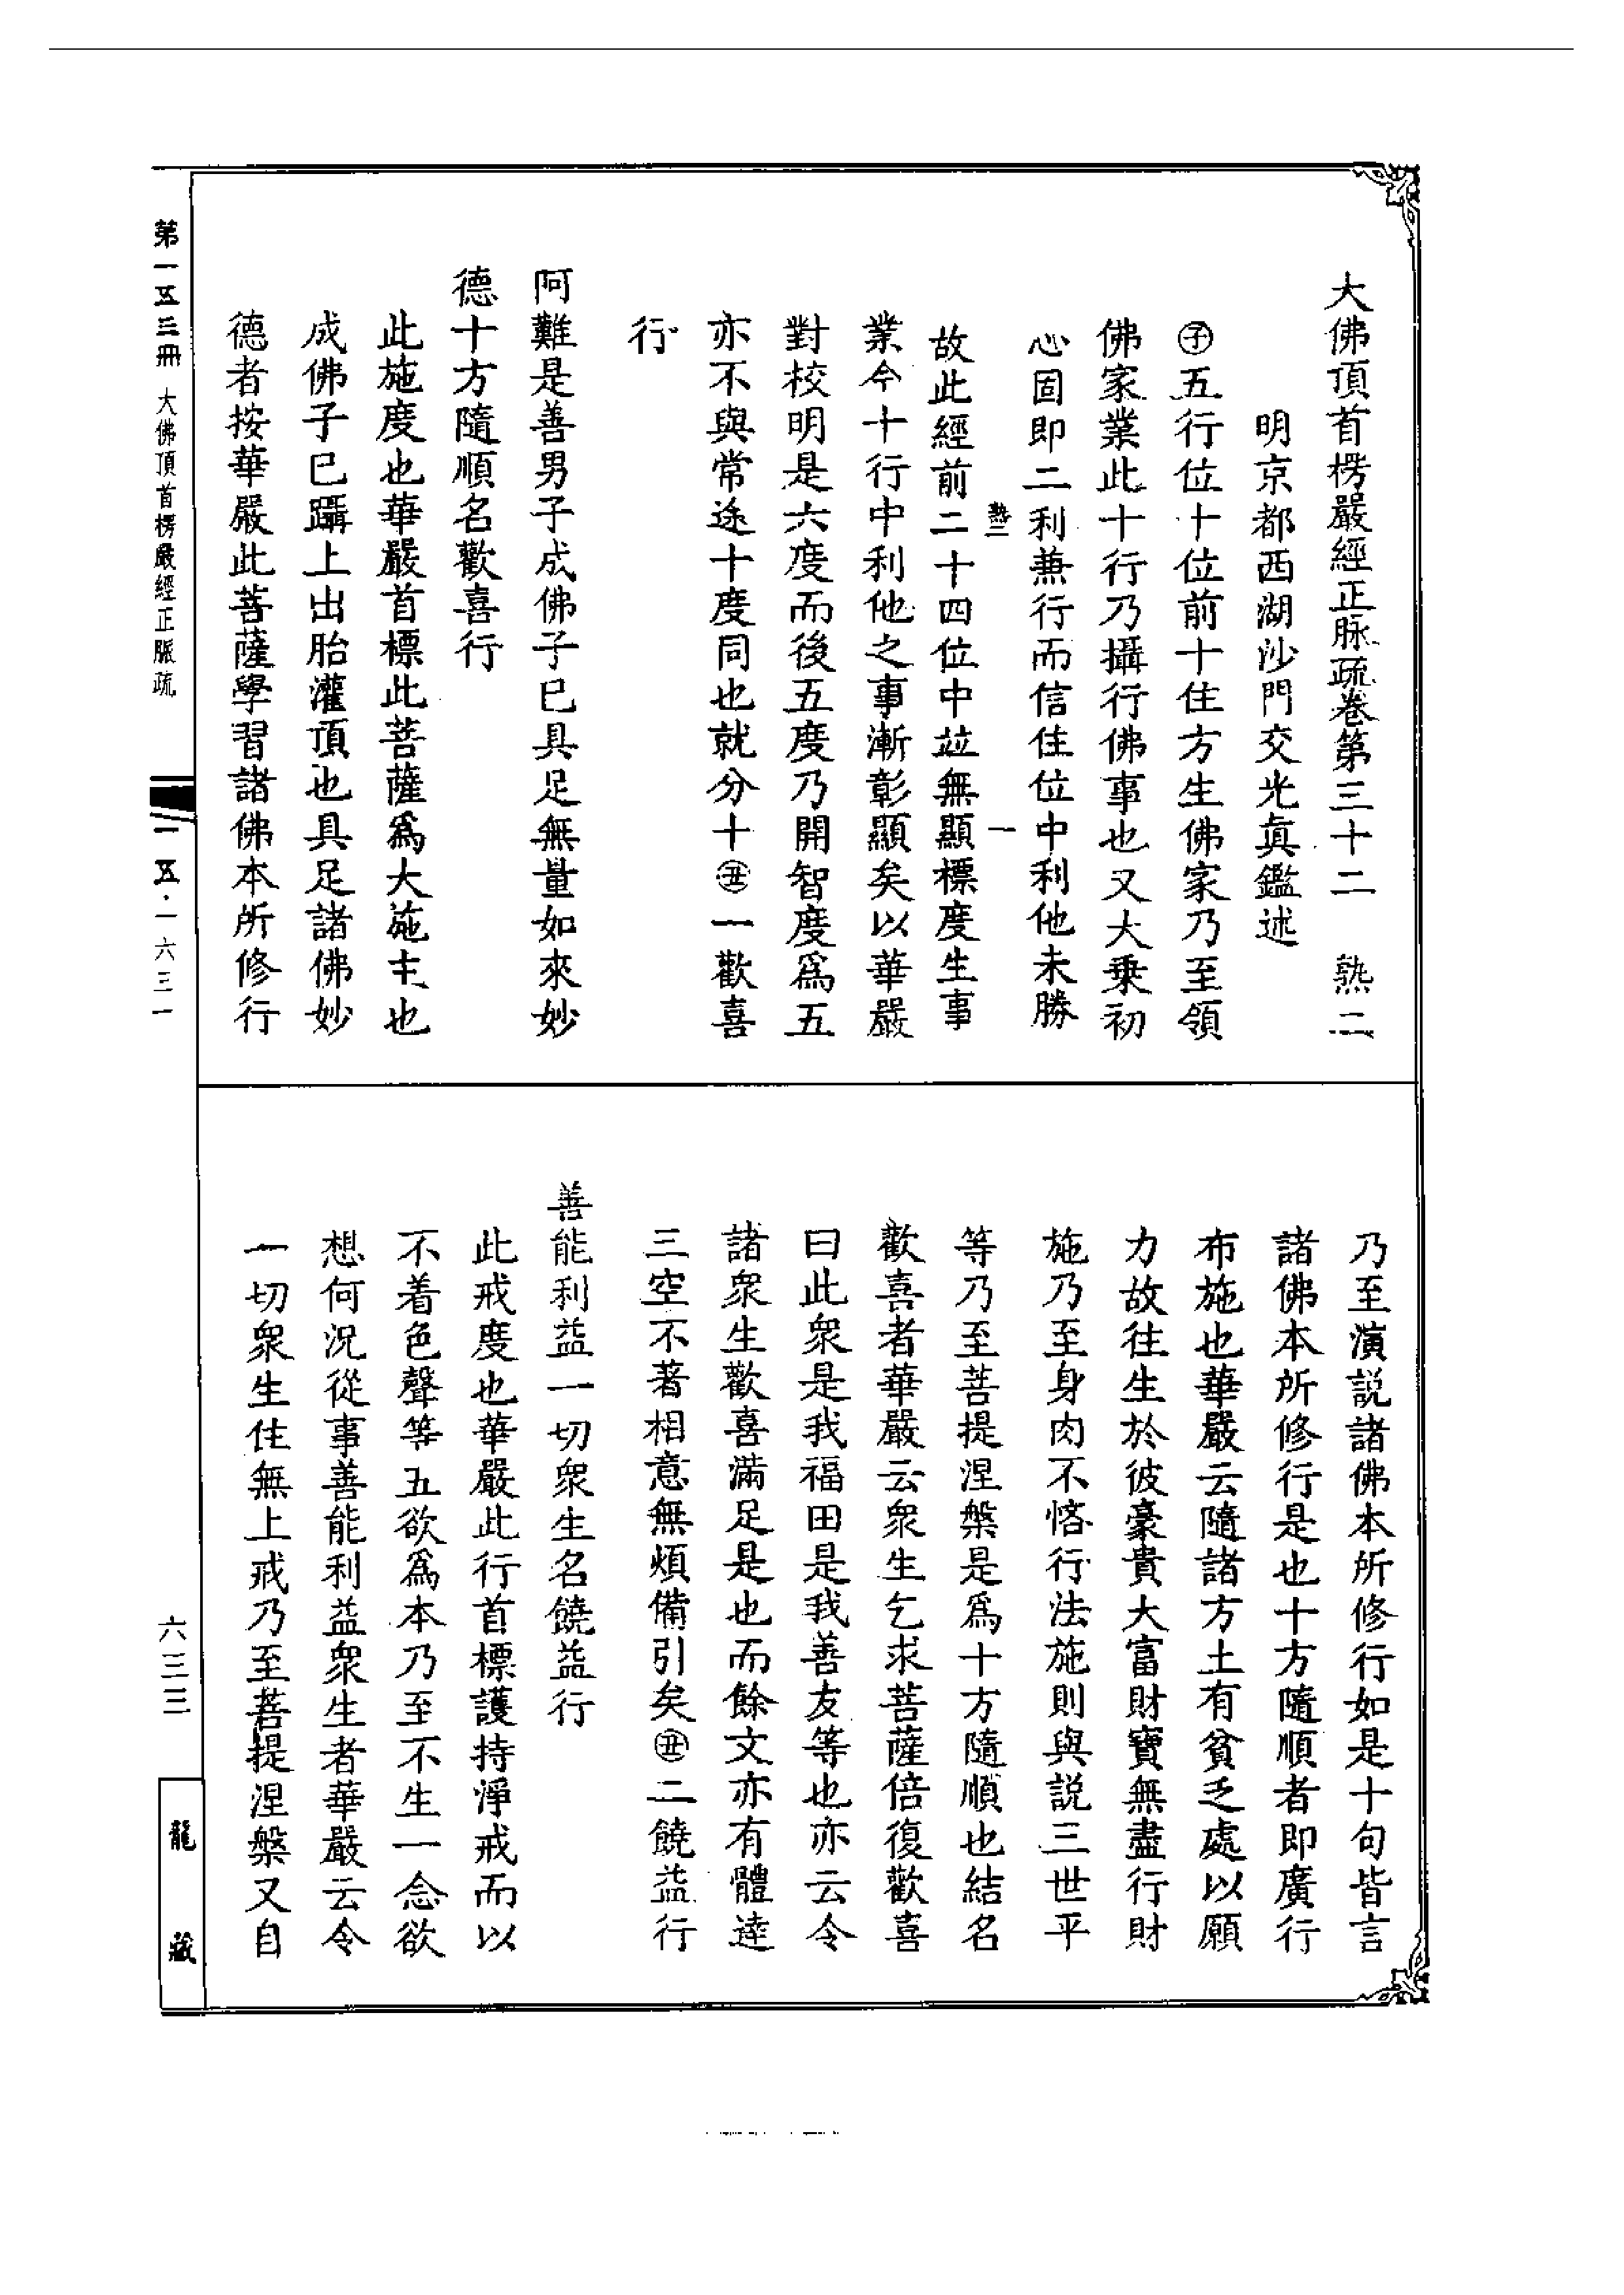 大佛頂首楞嚴經正脉疏卷第三十二　熱二
明京都西湖沙門交光真鑑述
㊀子五行位十位前十住方生佛家乃至領
佛家業此十行乃攝行佛事也又大乗初
心固即二利兼行而信住位中利他未勝
熱二　一
故此經前二十四位中並無顯標度生事
業今十行中利他之事漸彰顯矣以華嚴
對校明是六度而後五度乃開智度爲五
亦不與常途十度同也就分十丑一歡喜
行
阿難是善男子成佛子已具足無量如來妙
德十方隨順名歡喜行
此施度也華嚴首標此菩薩爲大施主也
成佛子已躡上出胎灌頂也具足諸佛妙
德者按華嚴此菩薩學習諸佛本所修行
乃至演説諸佛本所修行如是十句皆言
諸佛本所修行是也十方隨順者即廣行
布施也華嚴云隨諸方土有貧乏處以願
力故往生於彼豪貴大富財寶無盡行財
施乃至身肉不悋行法施則與説三世平
等乃至菩提涅槃是爲十方隨順也結名
歡喜者華嚴云衆生乞求菩薩倍復歡喜
曰此衆是我福田是我善友等也亦云令
諸衆生歡喜滿足是也而餘文亦有體達
三空不著相意無煩備引矣丑二饒益行
善能利益一切衆生名饒益行
此戒度也華嚴此行首標護持淨戒而以
不着色聲等五欲爲本乃至不生一念欲
想何況從事善能利益衆生者華嚴云令
一切衆生住無上戒乃至菩提涅槃又自
第一五三冊　大佛頂首楞嚴經正脈疏　一五·一六三一
六三三
龍藏